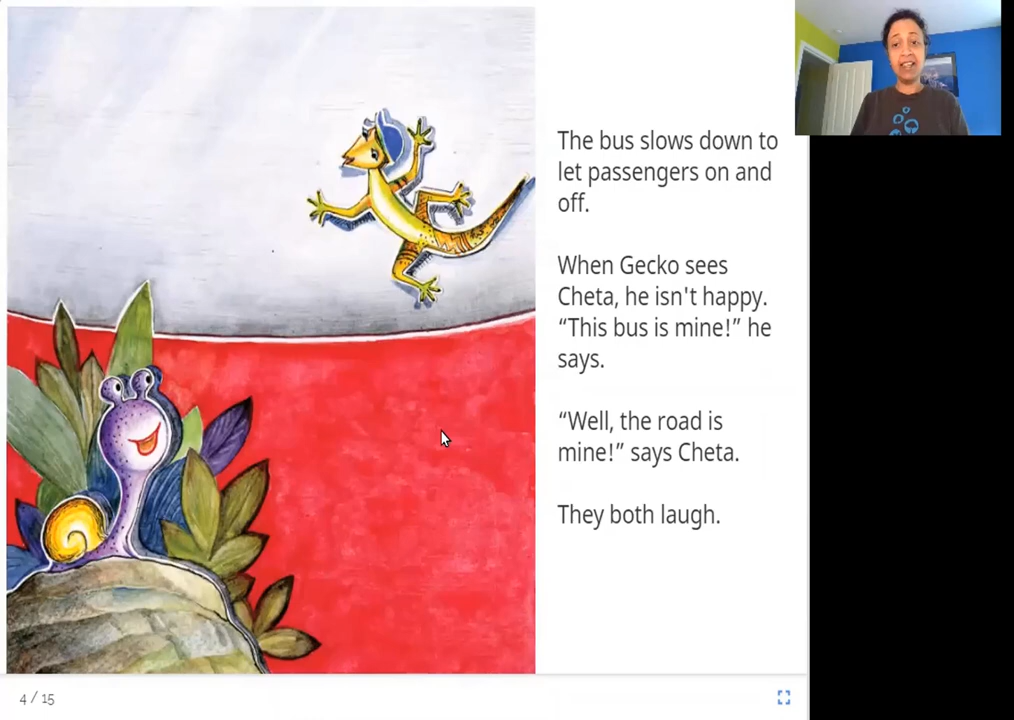 The bus slows down to
let passengers on and
off.
When Gecko sees
Cheta, he isn't happy.
“This bus is mine!” he
says.
“Well, the road is
mine!” says Cheta.
They both laugh.
4 / 15